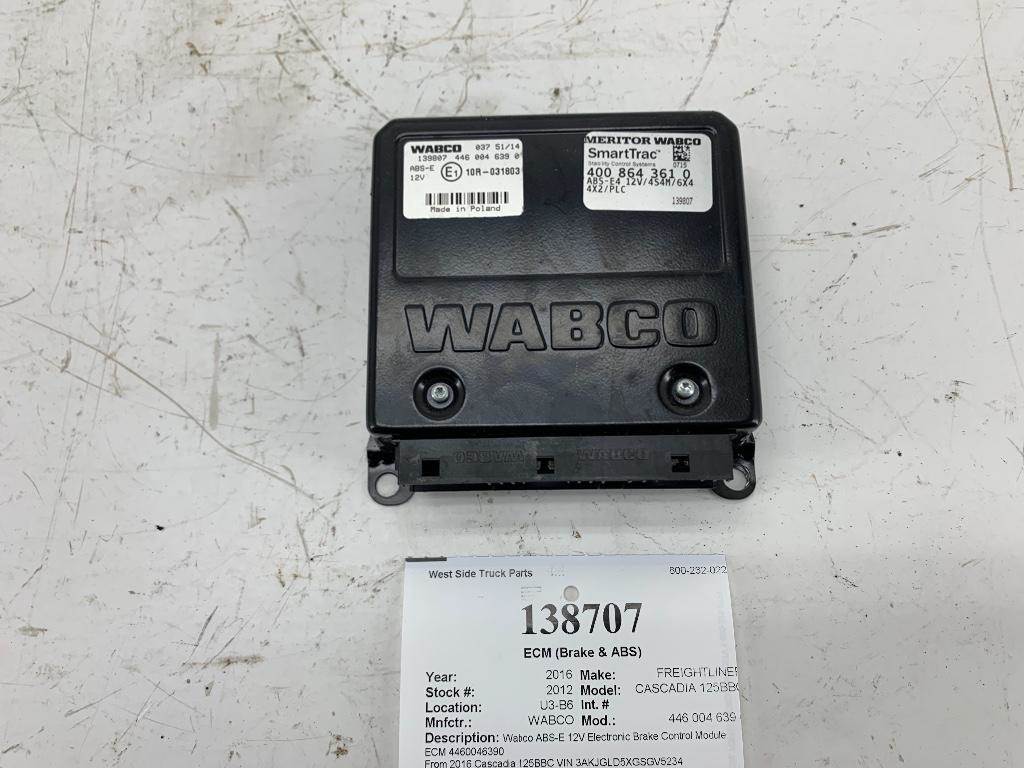 WABCO 037 51/14
139807 446 004 639 0
ABS-E
12V
E1 10R-031803
Made in Poland
MERITOR WABCO
SmartTrac™
Stability Control Systems 0715
400 864 361 0
ABS-E4 12V/4S4M/6X4
4X2/PLC
139807
WABCO
WABCO WABCO
West Side Truck Parts 800-232-022
138707
ECM (Brake & ABS)
Year: 2016 Make: FREIGHTLINER
Stock #: 2012 Model: CASCADIA 125BBC
Location: U3-B6 Int. #
Mnfctr.: WABCO Mod.: 446 004 639
Description: Wabco ABS-E 12V Electronic Brake Control Module
ECM 4460046390
From 2016 Cascadia 125BBC VIN 3AKJGLD5XGSGV5234